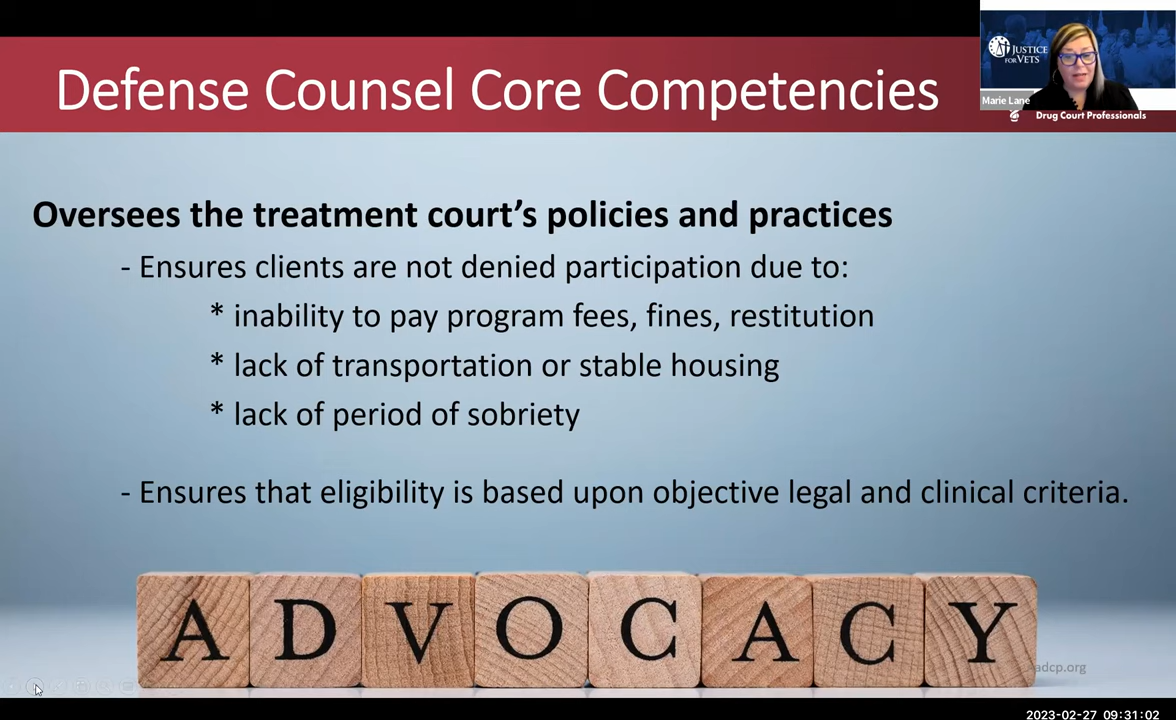 Defense Counsel Core Competencies
JUSTICE
FOR VETS
Marie Lane
Drug Court Professionals
Oversees the treatment court's policies and practices
- Ensures clients are not denied participation due to:
* inability to pay program fees, fines, restitution
* lack of transportation or stable housing
* lack of period of sobriety
- Ensures that eligibility is based upon objective legal and clinical criteria.
ADVOCACY
adcp.org
2023-02-27 09:31:02